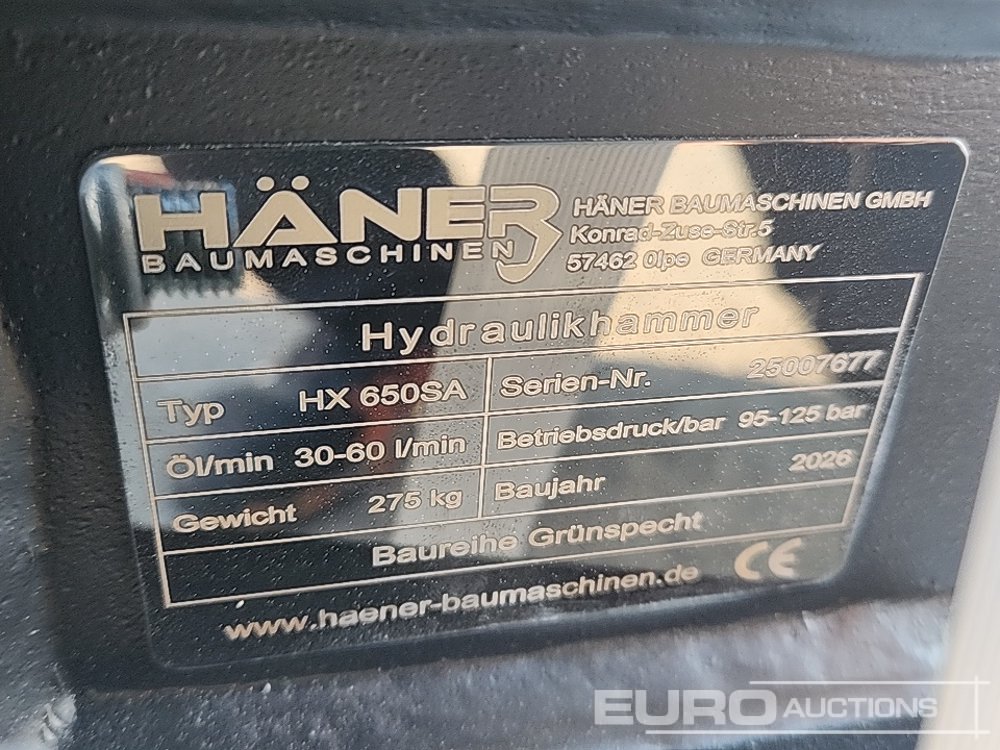 HÄNER B
BAUMASCHINEN
HÄNER BAUMASCHINEN GMBH
Konrad-Zuse-Str.5
57462 Olpe GERMANY
Hydraulikhammer
Typ HX 650SA
Serien-Nr. 25007677
Öl/min 30-60 l/min
Betriebsdruck/bar 95-125 bar
Gewicht 275 kg
Baujahr 2026
Baureihe Grünspecht
www.haener-baumaschinen.de CE
EURO AUCTIONS